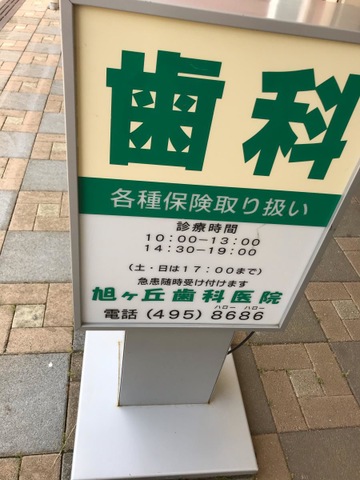 歯科
各種保険取り扱い
診療時間
10:00−13:00
14:30−19:00
(土・日は17:00まで)
急患随時受け付けます
旭ヶ丘歯科医院
ハロー ハロー
電話(495)8686